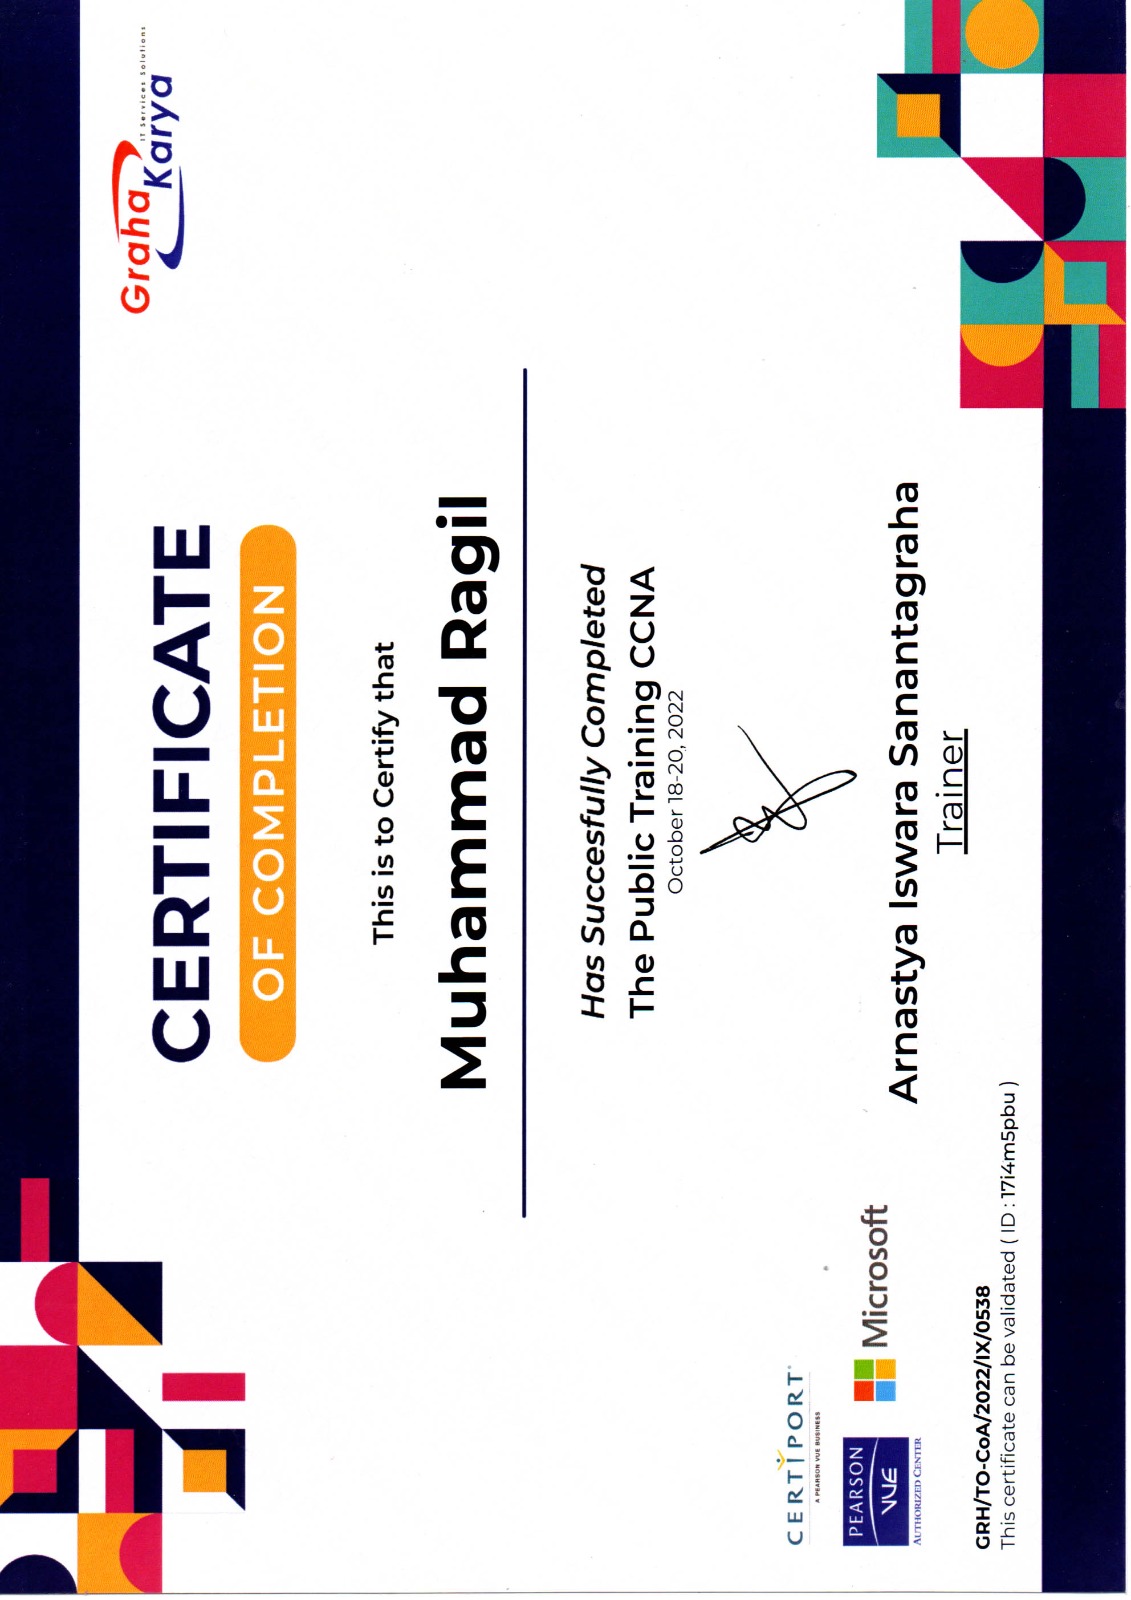 Graha
IT Services Solutions
Karya
CERTIFICATE
OF COMPLETION
This is to Certify that
Muhammad Ragil
Has Succesfully Completed
The Public Training CCNA
October 18-20, 2022
CERTIPORT
A PEARSON VUE BUSINESS
PEARSON
VUE
AUTHORIZED CENTER
Microsoft
Arnastya Iswara Sanantagraha
Trainer
GRH/TO-CoA/2022/IX/0538
This certificate can be validated ( ID : 17i4m5pbu )